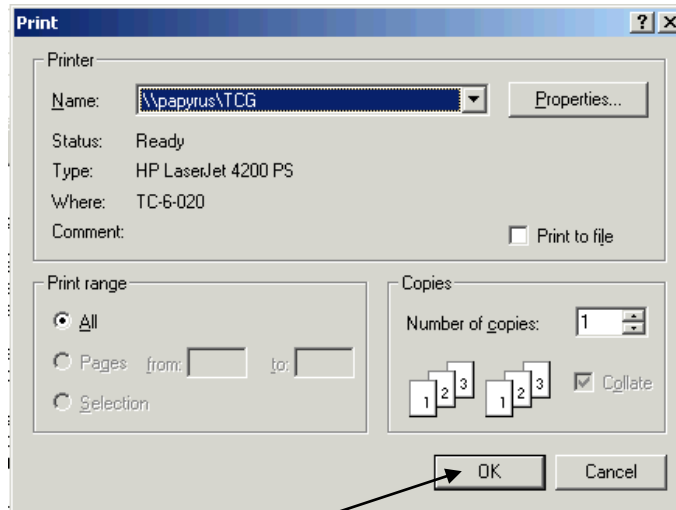 Print
Printer
Name: \\papyrus\TCG Properties...
Status: Ready
Type: HP LaserJet 4200 PS
Where: TC-6-020
Comment: Print to file
Print range
All
Pages from: to:
Selection
Copies
Number of copies: 1
1 2 3 1 2 3 Collate
OK Cancel